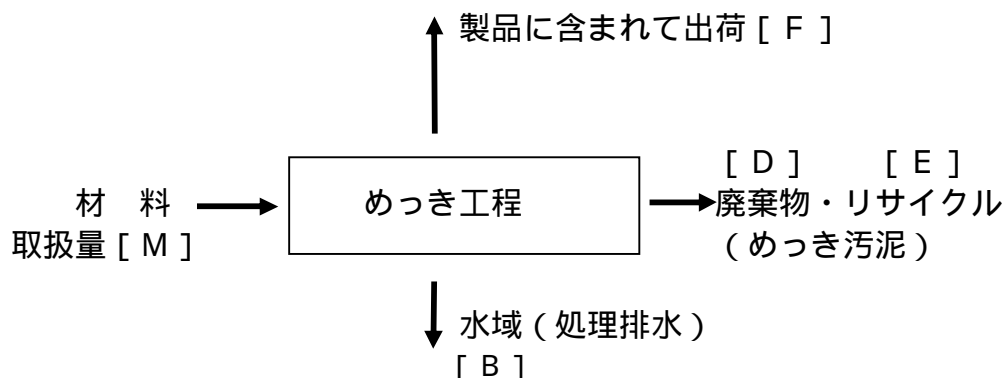 製品に含まれて出荷［Ｆ］
［Ｄ］　［Ｅ］
材　料
めっき工程
廃棄物・リサイクル
取扱量［Ｍ］
（めっき汚泥）
水域（処理排水）
［Ｂ］